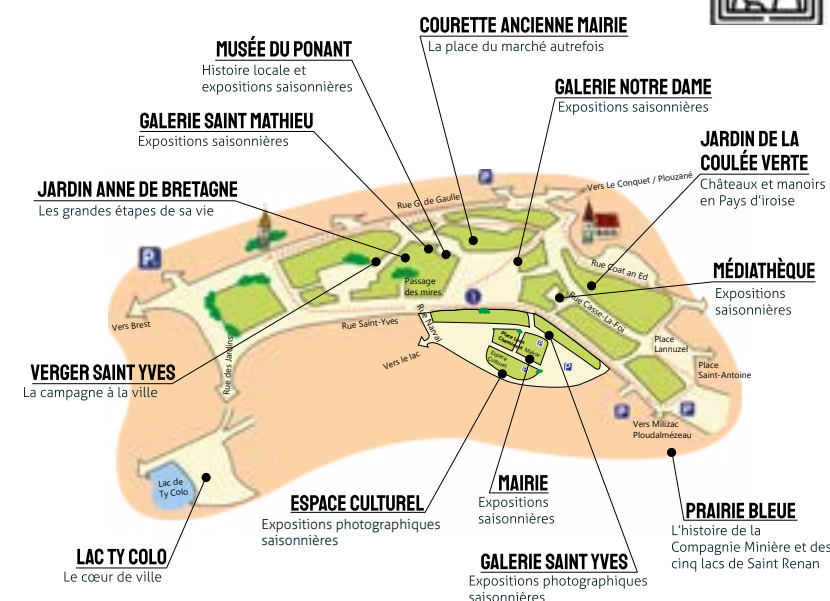 COURETTE ANCIENNE MAIRIE
La place du marché autrefois
MUSÉE DU PONANT
Histoire locale et
expositions saisonnières
GALERIE NOTRE DAME
Expositions saisonnières
GALERIE SAINT MATHIEU
Expositions saisonnières
JARDIN DE LA
COULÉE VERTE
Châteaux et manoirs
en Pays d'iroise
JARDIN ANNE DE BRETAGNE
Les grandes étapes de sa vie
MÉDIATHÈQUE
Expositions
saisonnières
P
P
Vers Le Conquet / Plouzané
Rue G. de Gaulle
Rue Coat an Ed
Rue Casse-La-Foi
Passage
des mires
Vers Brest
Rue Saint-Yves
Rue Narval
Vers le lac
Rue des Jardins
Mairie
Espace
Culturel
P
P
P
Place
Lannuzel
Place
Saint-Antoine
P
P
Vers Milizac
Ploudalmézeau
Lac de
Ty Colo
VERGER SAINT YVES
La campagne à la ville
ESPACE CULTUREL
Expositions photographiques
saisonnières
MAIRIE
Expositions
saisonnières
PRAIRIE BLEUE
L'histoire de la
Compagnie Minière et des
cinq lacs de Saint Renan
LAC TY COLO
Le cœur de ville
GALERIE SAINT YVES
Expositions photographiques
saisonnières